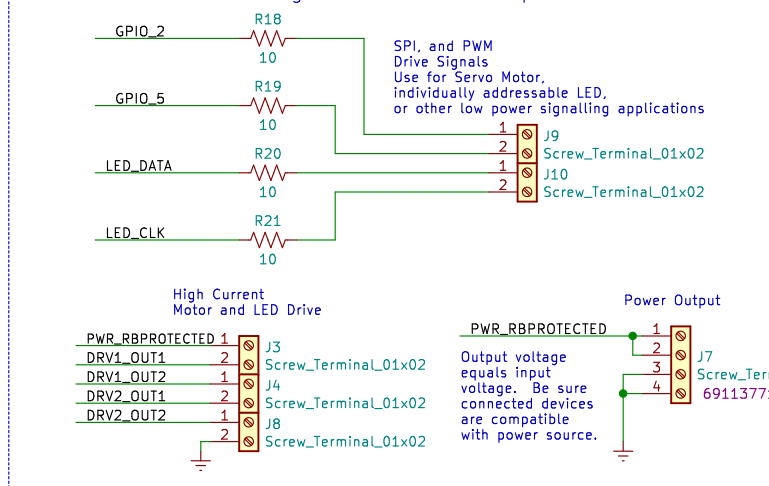 GPIO_2
R18
10
SPI, and PWM
Drive Signals
Use for Servo Motor,
individually addressable LED,
or other low power signalling applications
GPIO_5
R19
10
1
J9
2
Screw_Terminal_01x02
LED_DATA
R20
10
1
J10
2
Screw_Terminal_01x02
LED_CLK
R21
10
High Current
Motor and LED Drive
PWR_RBPROTECTED 1
J3
DRV1_OUT1
2
Screw_Terminal_01x02
DRV1_OUT2
1
J4
DRV2_OUT1
2
Screw_Terminal_01x02
DRV2_OUT2
1
J8
2
Screw_Terminal_01x02
Power Output
PWR_RBPROTECTED
1
2
J7
3
4
Output voltage
equals input
voltage. Be sure
connected devices
are compatible
with power source.